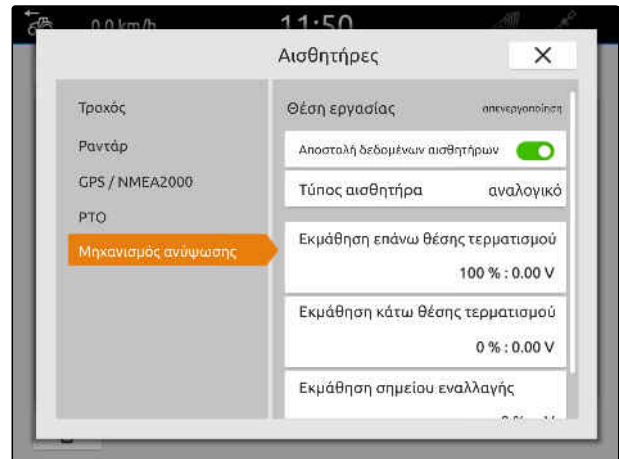 0.0 km/h
11:50
Αισθητήρες
Τροχός
Ραντάρ
GPS / NMEA2000
PTO
Μηχανισμός ανύψωσης
Θέση εργασίας απενεργοποίηση
Αποστολή δεδομένων αισθητήρων
Τύπος αισθητήρα αναλογικό
Εκμάθηση επάνω θέσης τερματισμού
100 % : 0.00 V
Εκμάθηση κάτω θέσης τερματισμού
0 % : 0.00 V
Εκμάθηση σημείου εναλλαγής